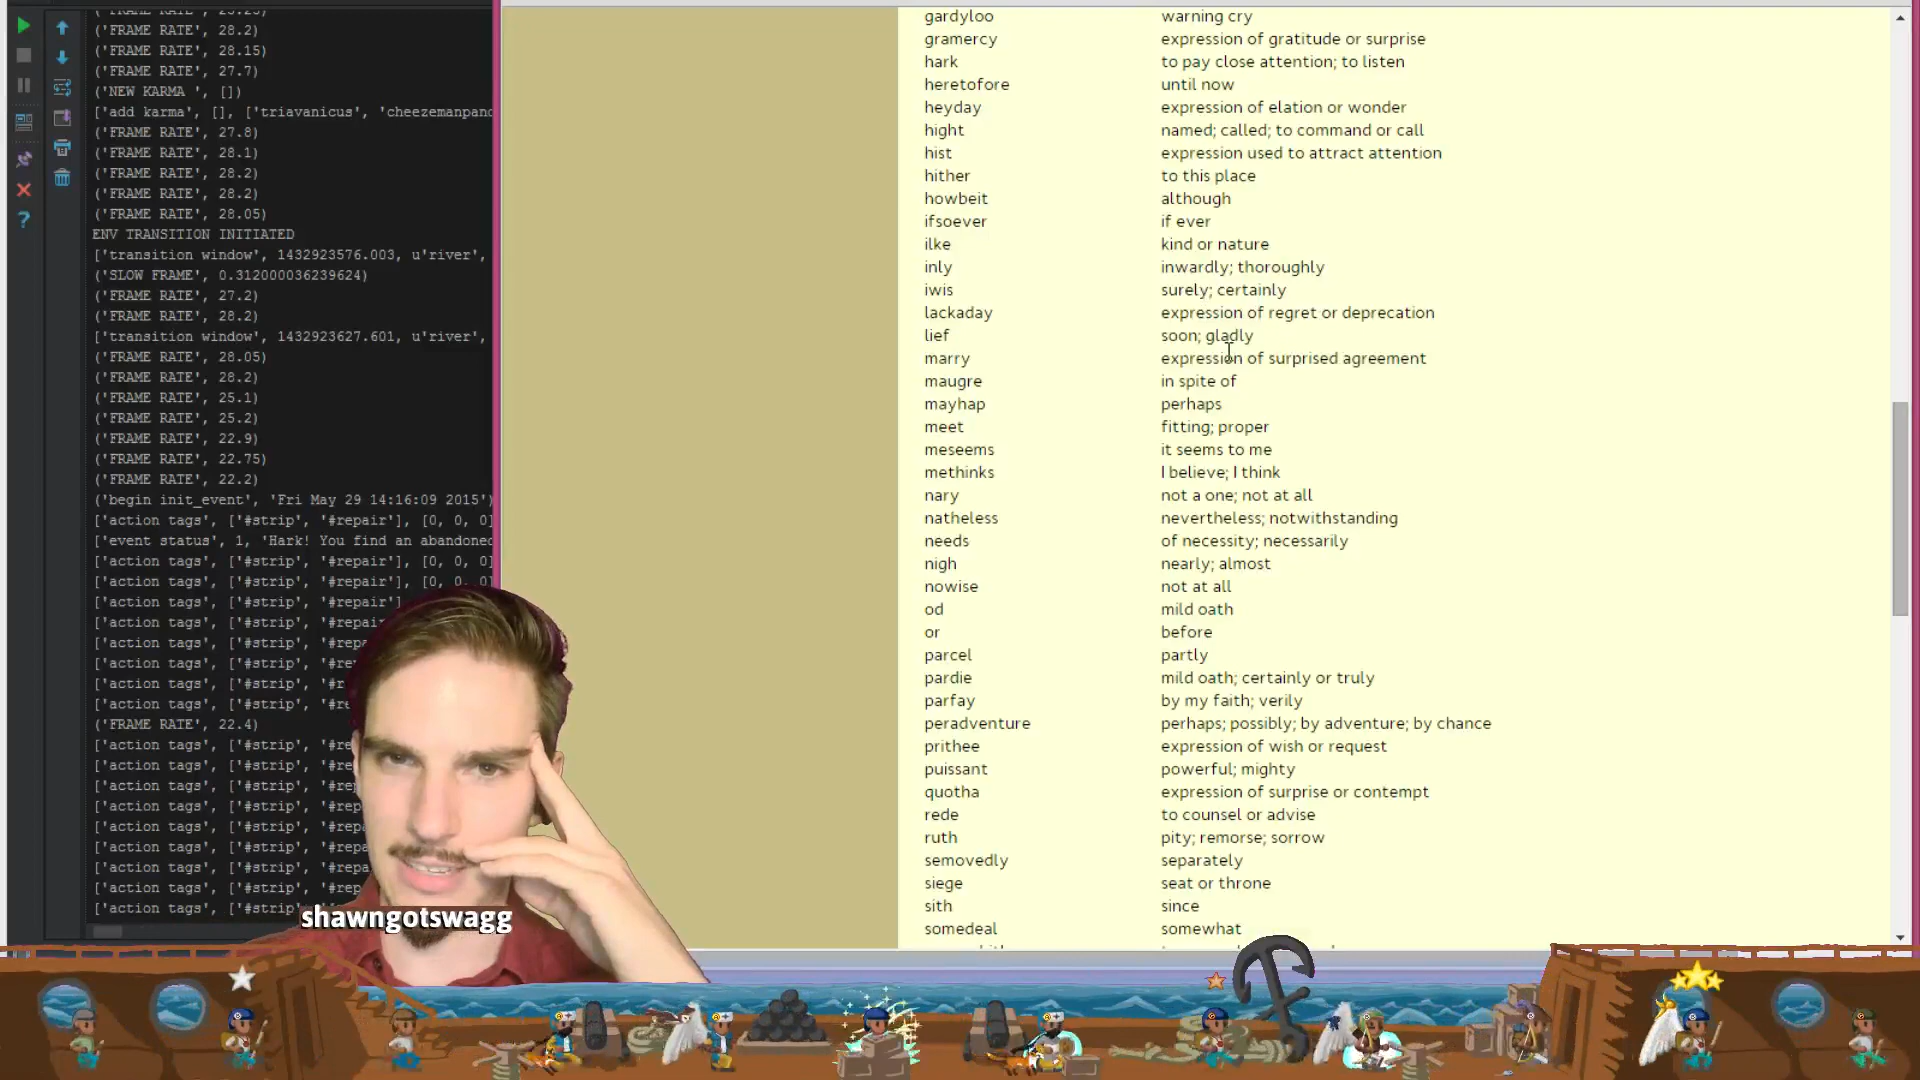 ('FRAME RATE', 28.2)
('FRAME RATE', 28.15)
('FRAME RATE', 27.7)
('NEW KARMA ', [])
['add karma', [], ['triavanicus', 'cheezemanpand
('FRAME RATE', 27.8)
('FRAME RATE', 28.1)
('FRAME RATE', 28.2)
('FRAME RATE', 28.2)
('FRAME RATE', 28.05)
ENV TRANSITION INITIATED
['transition window', 1432923576.003, u'river',
('SLOW FRAME', 0.312000036239624)
('FRAME RATE', 27.2)
('FRAME RATE', 28.2)
['transition window', 1432923627.601, u'river',
('FRAME RATE', 28.05)
('FRAME RATE', 28.2)
('FRAME RATE', 25.1)
('FRAME RATE', 25.2)
('FRAME RATE', 22.9)
('FRAME RATE', 22.75)
('FRAME RATE', 22.2)
('begin init_event', 'Fri May 29 14:16:09 2015')
['action tags', ['#strip', '#repair'], [0, 0, 0]
['event status', 1, 'Hark! You find an abandoned
['action tags', ['#strip', '#repair'], [0, 0, 0]
['action tags', ['#strip', '#repair'], [0, 0, 0]
['action tags', ['#strip', '#repair']
['action tags', ['#strip', '#repai
['action tags', ['#strip', '#repa
['action tags', ['#strip', '#re
['action tags', ['#strip', '#r
['action tags', ['#strip', '#re
('FRAME RATE', 22.4)
['action tags', ['#strip', '#re
['action tags', ['#strip', '#re
['action tags', ['#strip', '#rep
['action tags', ['#strip', '#rep
['action tags', ['#strip', '#rep
['action tags', ['#strip', '#rep
['action tags', ['#strip', '#rep
['action tags', ['#strip', '#rep
['action tags', ['#strip'
shawngotswagg
gardyloo warning cry
gramercy expression of gratitude or surprise
hark to pay close attention; to listen
heretofore until now
heyday expression of elation or wonder
hight named; called; to command or call
hist expression used to attract attention
hither to this place
howbeit although
ifsoever if ever
ilke kind or nature
inly inwardly; thoroughly
iwis surely; certainly
lackaday expression of regret or deprecation
lief soon; gladly
marry expression of surprised agreement
maugre in spite of
mayhap perhaps
meet fitting; proper
meseems it seems to me
methinks I believe; I think
nary not a one; not at all
natheless nevertheless; notwithstanding
needs of necessity; necessarily
nigh nearly; almost
nowise not at all
od mild oath
or before
parcel partly
pardie mild oath; certainly or truly
parfay by my faith; verily
peradventure perhaps; possibly; by adventure; by chance
prithee expression of wish or request
puissant powerful; mighty
quotha expression of surprise or contempt
rede to counsel or advise
ruth pity; remorse; sorrow
semovedly separately
siege seat or throne
sith since
somedeal somewhat